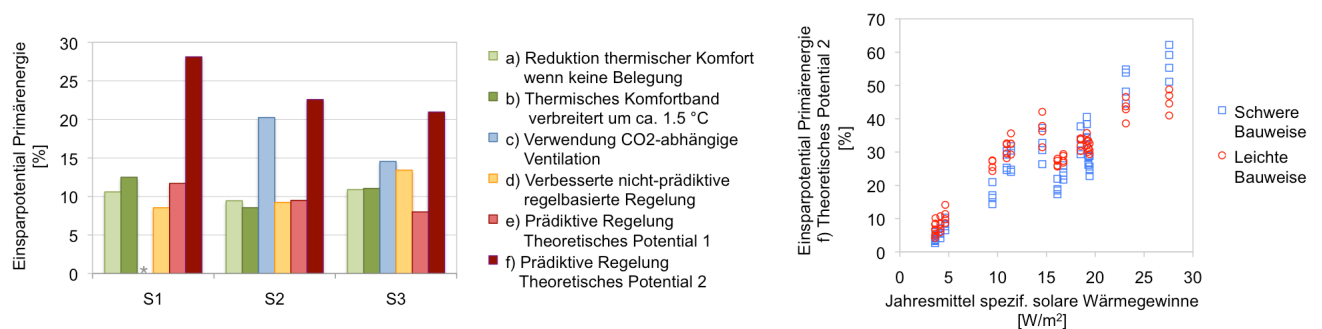 Einsparpotential Primärenergie
[%]
30
25
20
15
10
5
0
*
S1
S2
S3
a) Reduktion thermischer Komfort
wenn keine Belegung
b) Thermisches Komfortband
verbreitert um ca. 1.5 °C
c) Verwendung CO2-abhängige
Ventilation
d) Verbesserte nicht-prädiktive
regelbasierte Regelung
e) Prädiktive Regelung
Theoretisches Potential 1
f) Prädiktive Regelung
Theoretisches Potential 2
Einsparpotential Primärenergie
f) Theoretisches Potential 2
[%]
70
60
50
40
30
20
10
0
0
5
10
15
20
25
30
Jahresmittel spezif. solare Wärmegewinne
[W/m²]
Schwere
Bauweise
Leichte
Bauweise